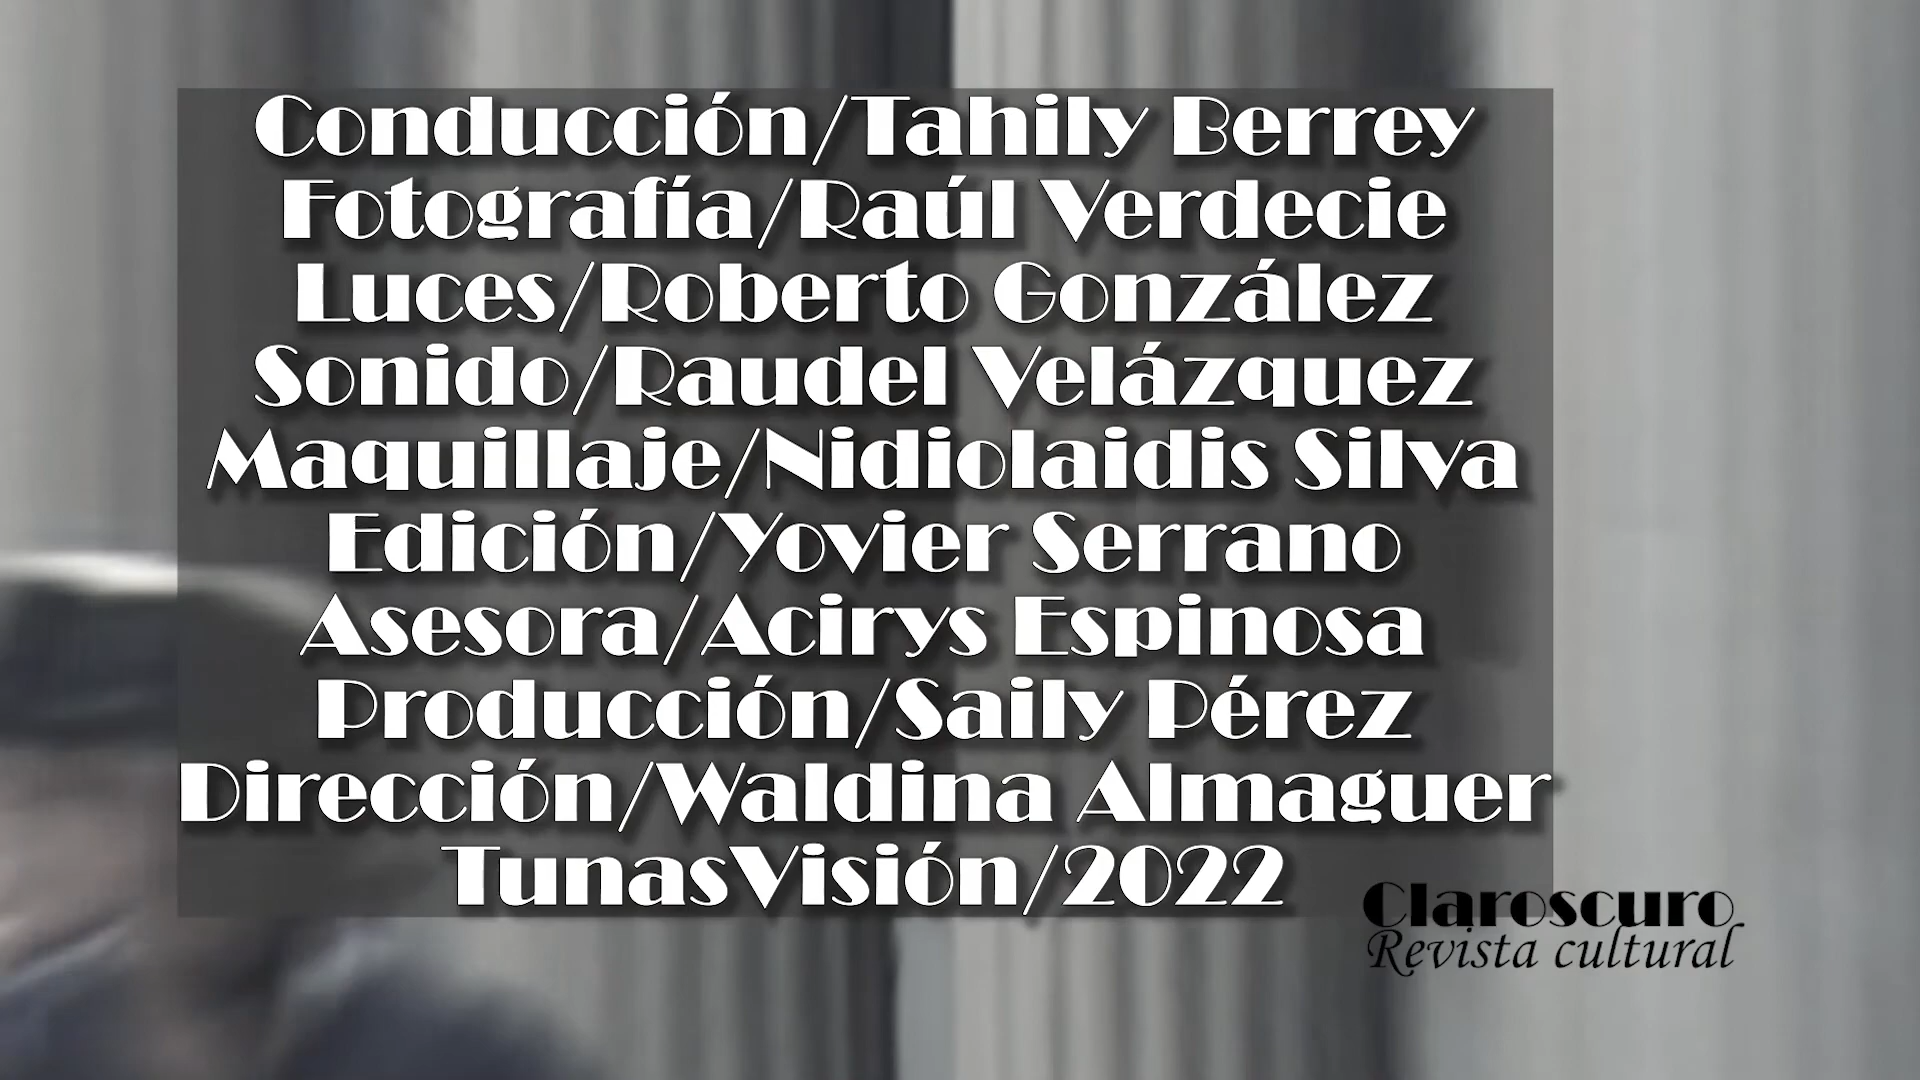 Conducción/Tahily Berrey
Fotografía/Raúl Verdecie
Luces/Roberto González
Sonido/Raudel Velázquez
Maquillaje/Nidiolaidis Silva
Edición/Yovier Serrano
Asesora/Acirys Espinosa
Producción/Saily Pérez
Dirección/Waldina Almaguer
TunasVisión/2022
Claroscuro
Revista cultural